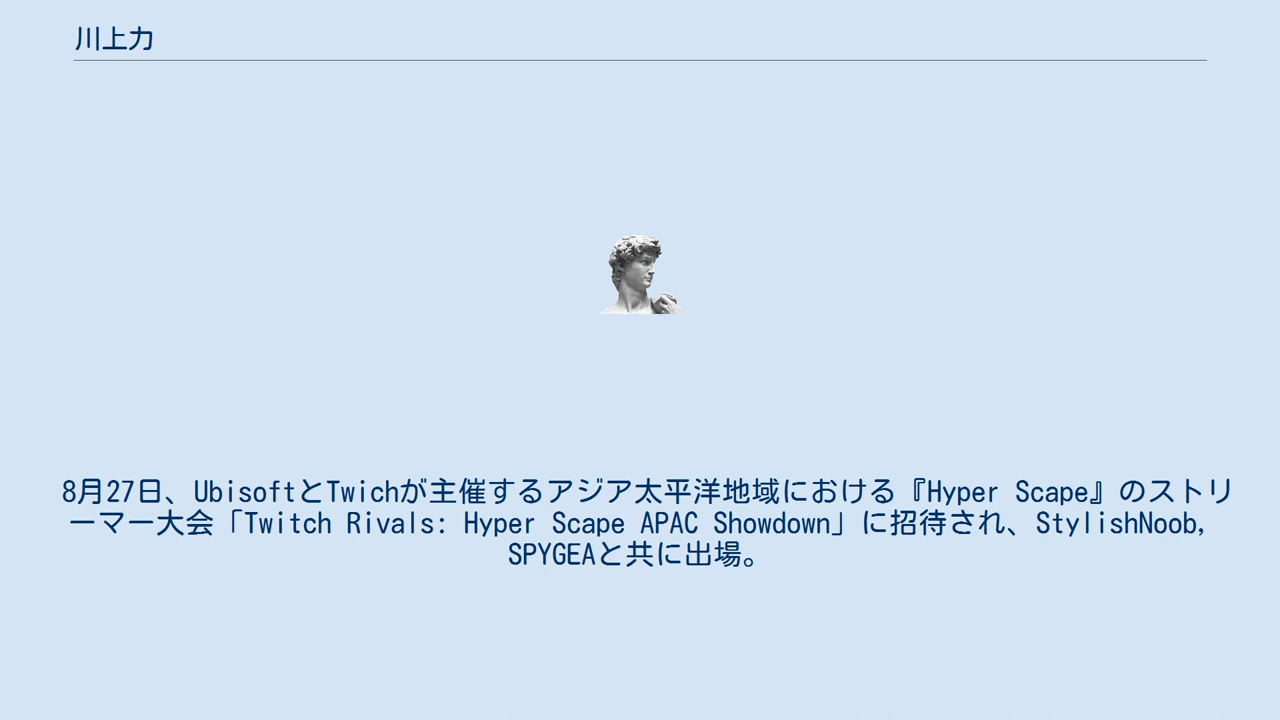 川上力
8月27日、UbisoftとTwichが主催するアジア太平洋地域における『Hyper Scape』のストリ
ーマー大会「Twitch Rivals: Hyper Scape APAC Showdown」に招待され、StylishNoob,
SPYGEAと共に出場。